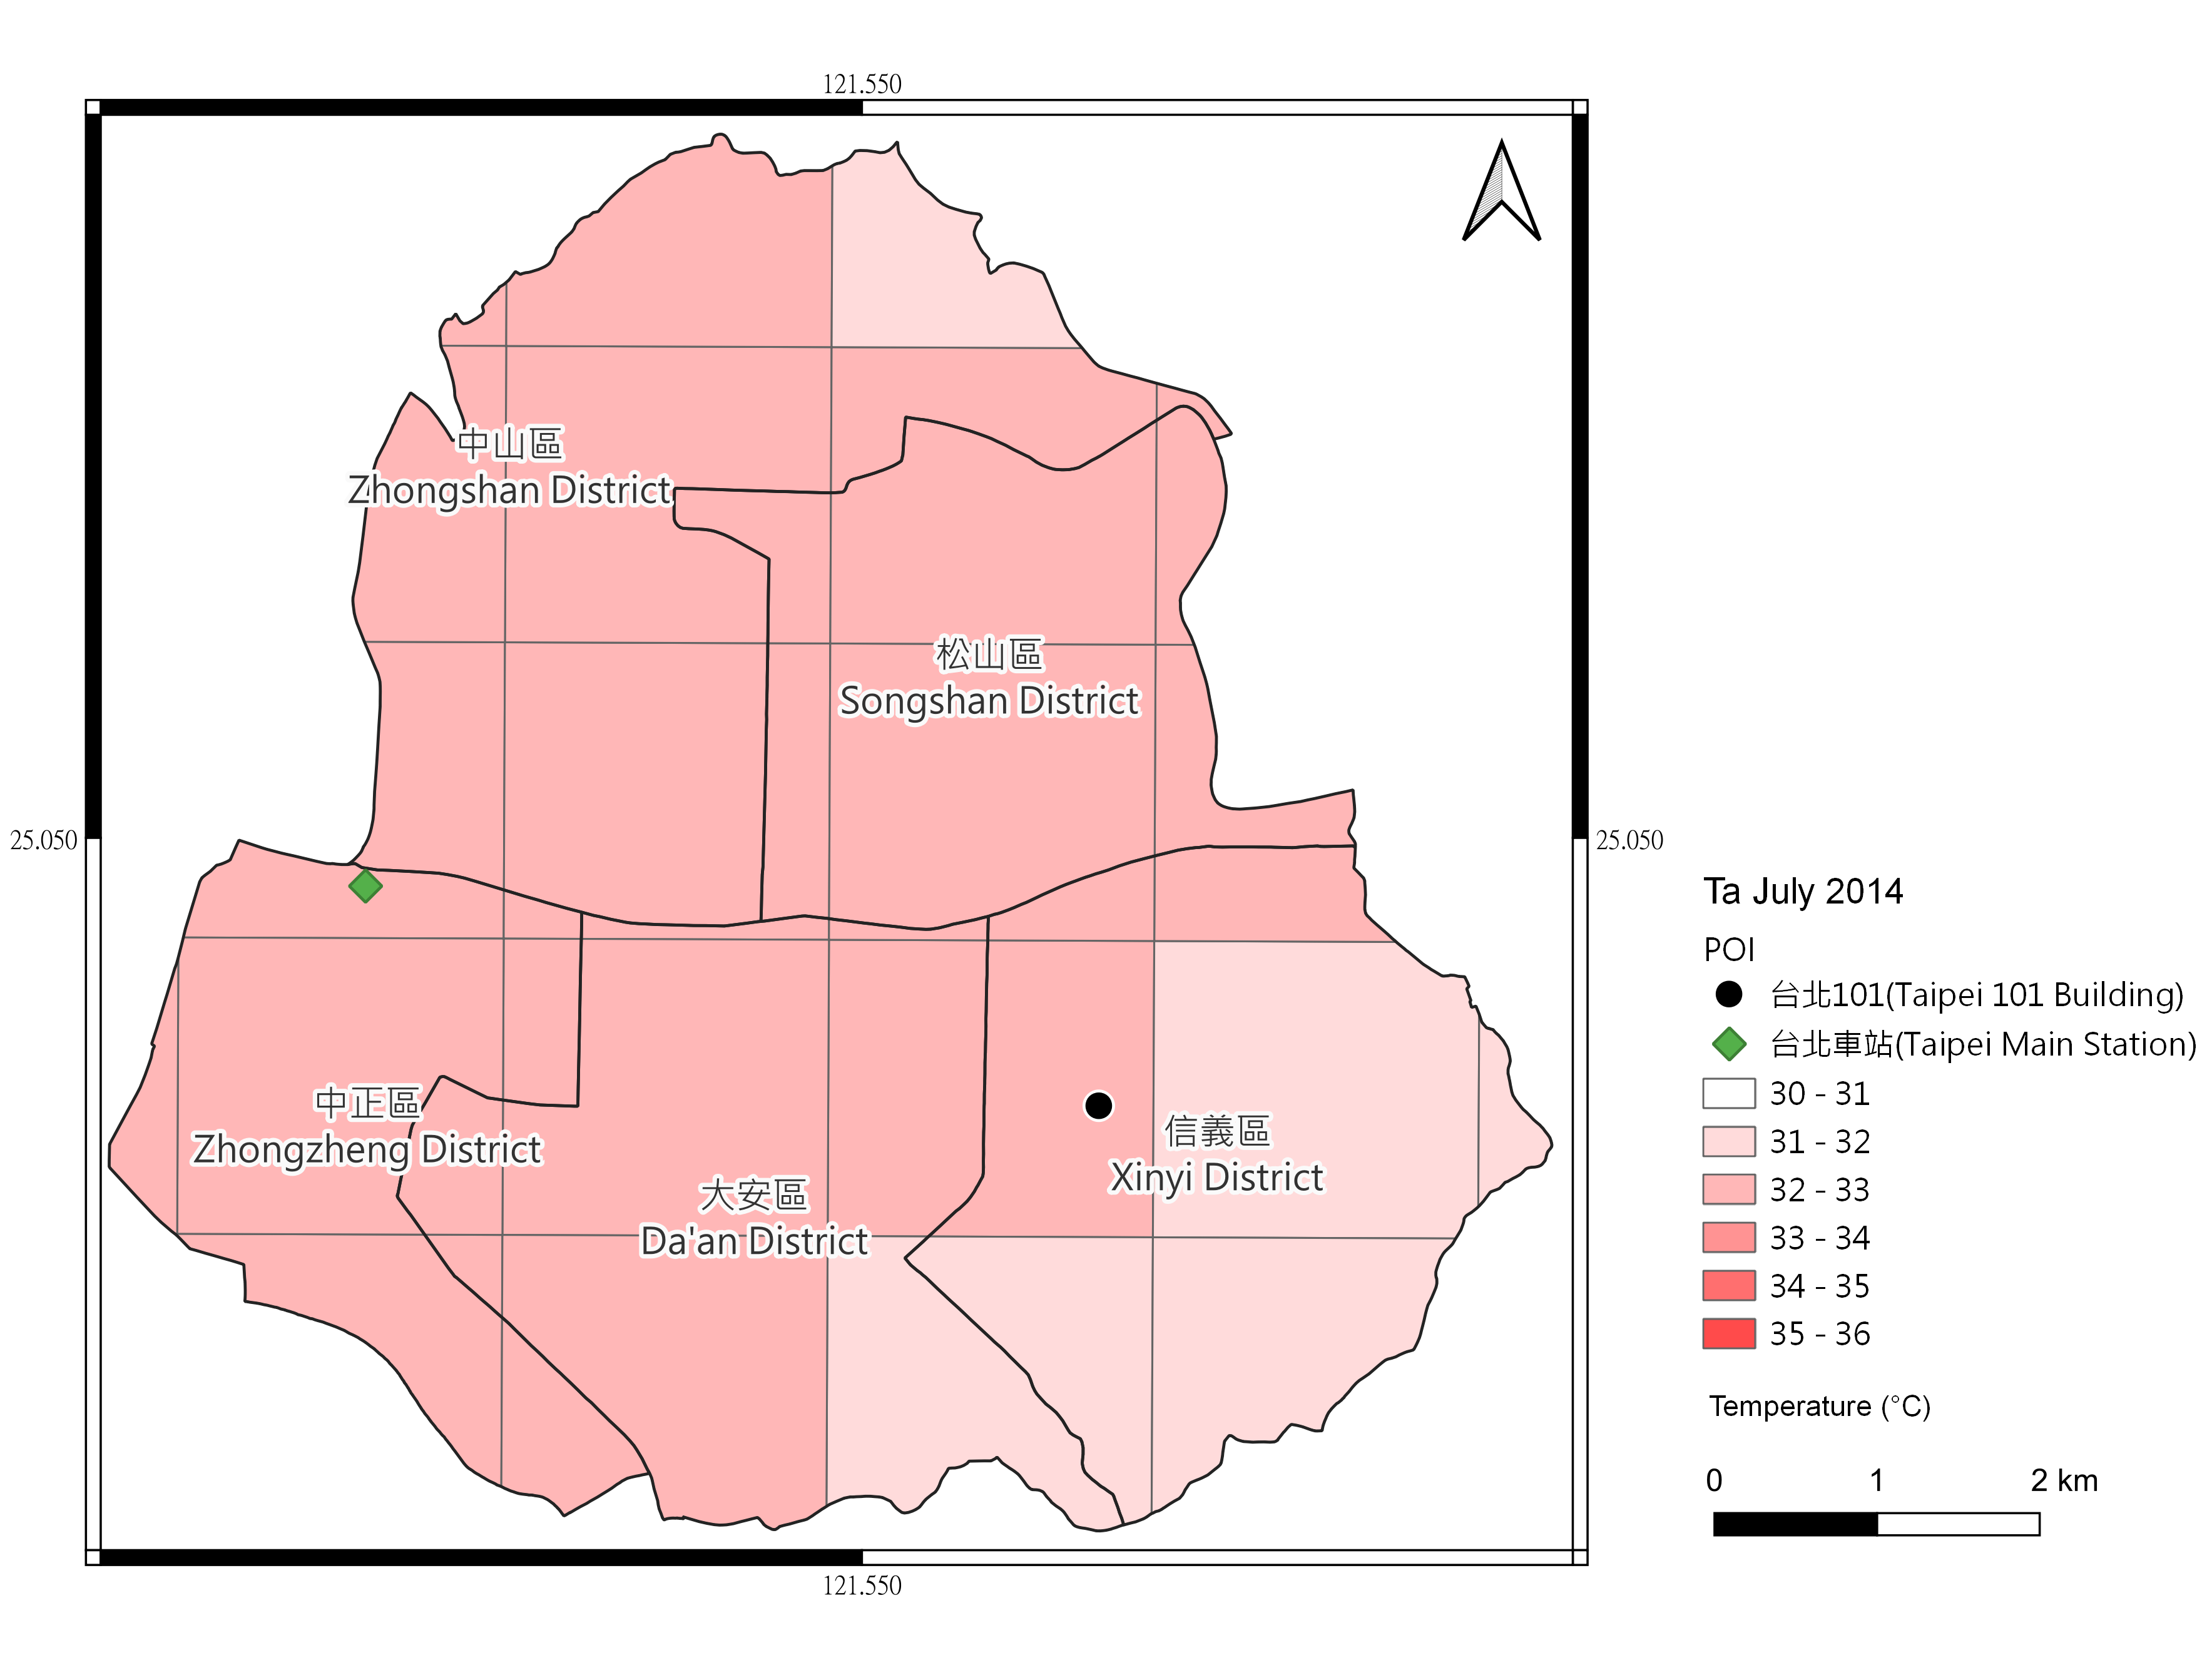 121.550
中山區
Zhongshan District
松山區
Songshan District
25.050
25.050
中正區
Zhongzheng District
大安區
Da'an District
信義區
Xinyi District
121.550
Ta July 2014
POI
台北101(Taipei 101 Building)
台北車站(Taipei Main Station)
30 - 31
31 - 32
32 - 33
33 - 34
34 - 35
35 - 36
Temperature (°C)
0 1 2 km